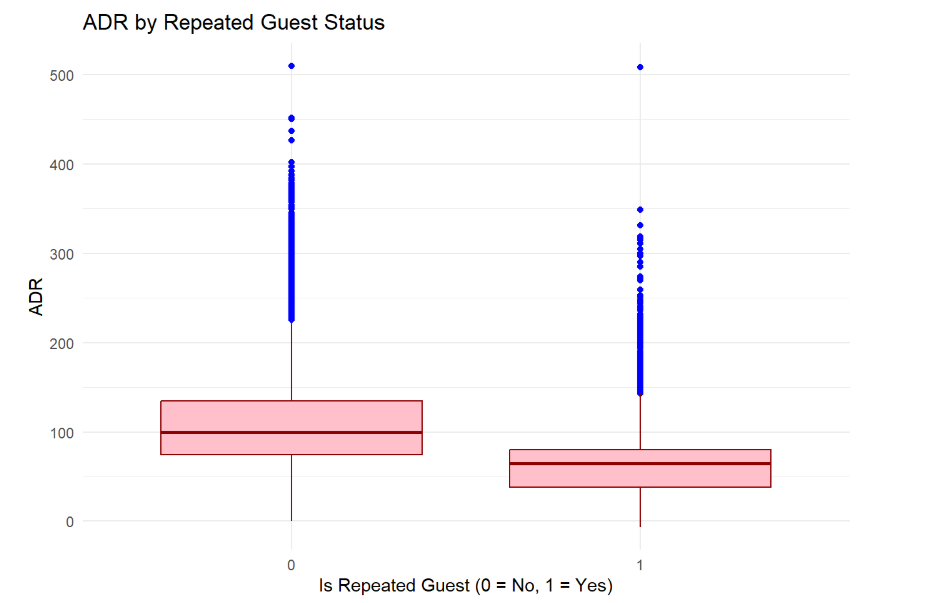 ADR by Repeated Guest Status
500
400
300
200
100
0
ADR
0 1
Is Repeated Guest (0 = No, 1 = Yes)